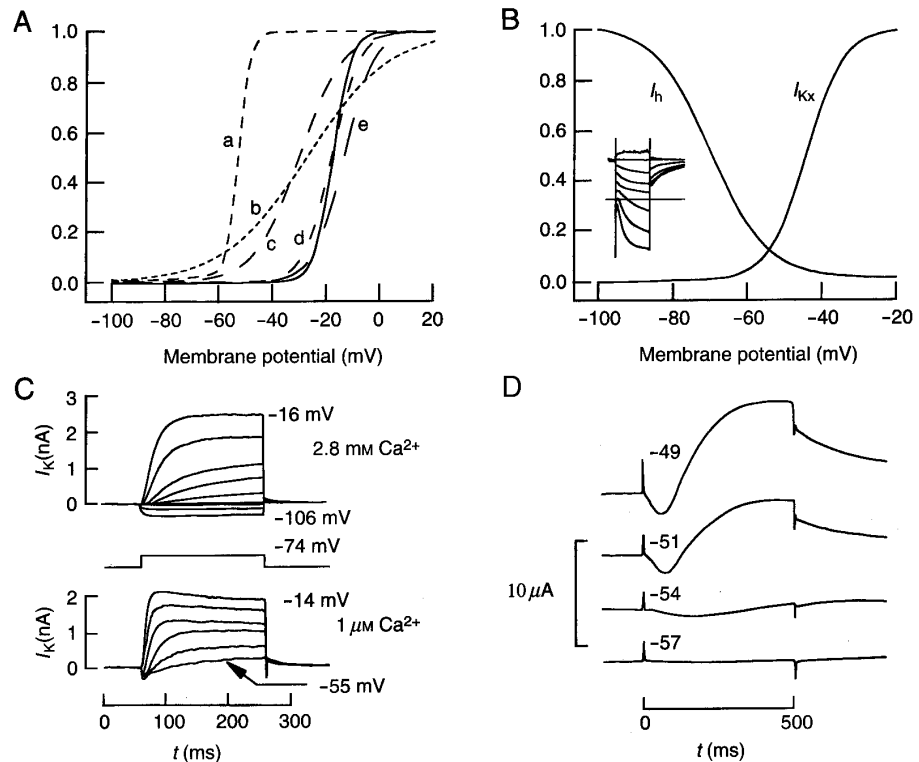 A
1.0
0.8
0.6
0.4
0.2
0.0
a
b
c
d
e
−100 −80 −60 −40 −20 0 20
Membrane potential (mV)
B
1.0
0.8
0.6
0.4
0.2
0.0
Ih
IKx
−100 −80 −60 −40 −20
Membrane potential (mV)
C
IK(nA)
3
2
1
0
−16 mV
2.8 mM Ca2+
−106 mV
−74 mV
IK(nA)
2
1
0
−14 mV
1 μM Ca2+
−55 mV
0 100 200 300
t (ms)
D
−49
−51
10 μA
−54
−57
0 500
t (ms)